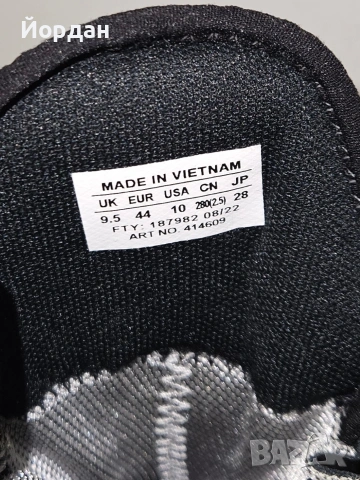 Йордан
MADE IN VIETNAM
UK EUR USA CN JP
9.5 44 10 280(2.5) 28
FTY: 187982 08/22
ART NO. 414609
BAZAR